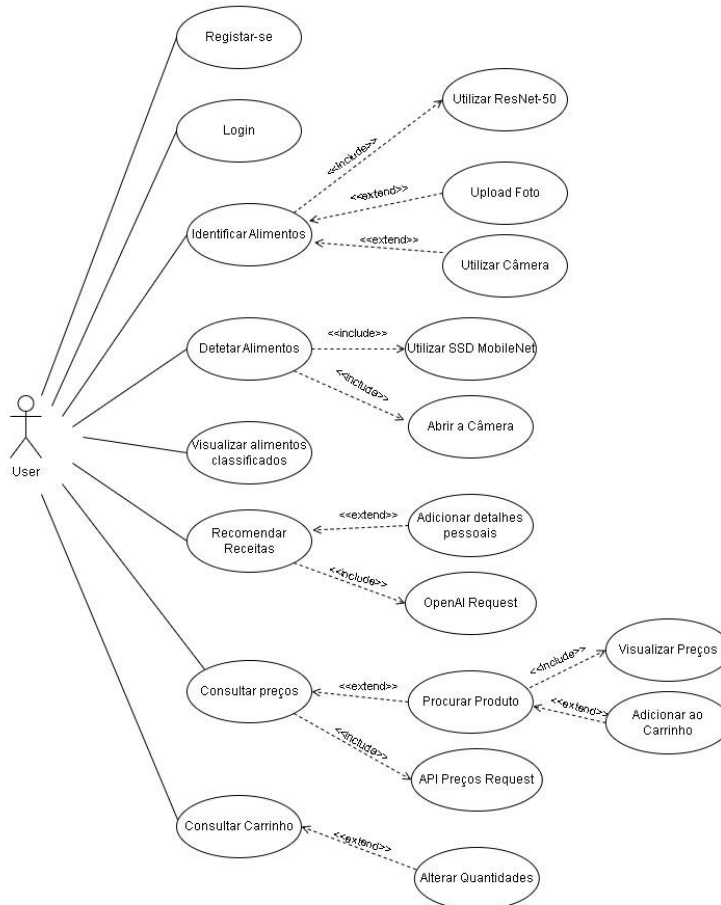 Registar-se
Utilizar ResNet-50
Login
<<include>>
Upload Foto
<<extend>>
Identificar Alimentos
<<extend>>
Utilizar Câmera
<<include>>
Detetar Alimentos
Utilizar SSD MobileNet
<<include>>
Abrir a Câmera
Visualizar alimentos
classificados
User
<<extend>>
Adicionar detalhes
pessoais
Recomendar
Receitas
<<include>>
OpenAI Request
Visualizar Preços
<<include>>
<<extend>>
Consultar preços
Procurar Produto
<<extend>>
Adicionar ao
Carrinho
<<include>>
API Preços Request
Consultar Carrinho
<<extend>>
Alterar Quantidades